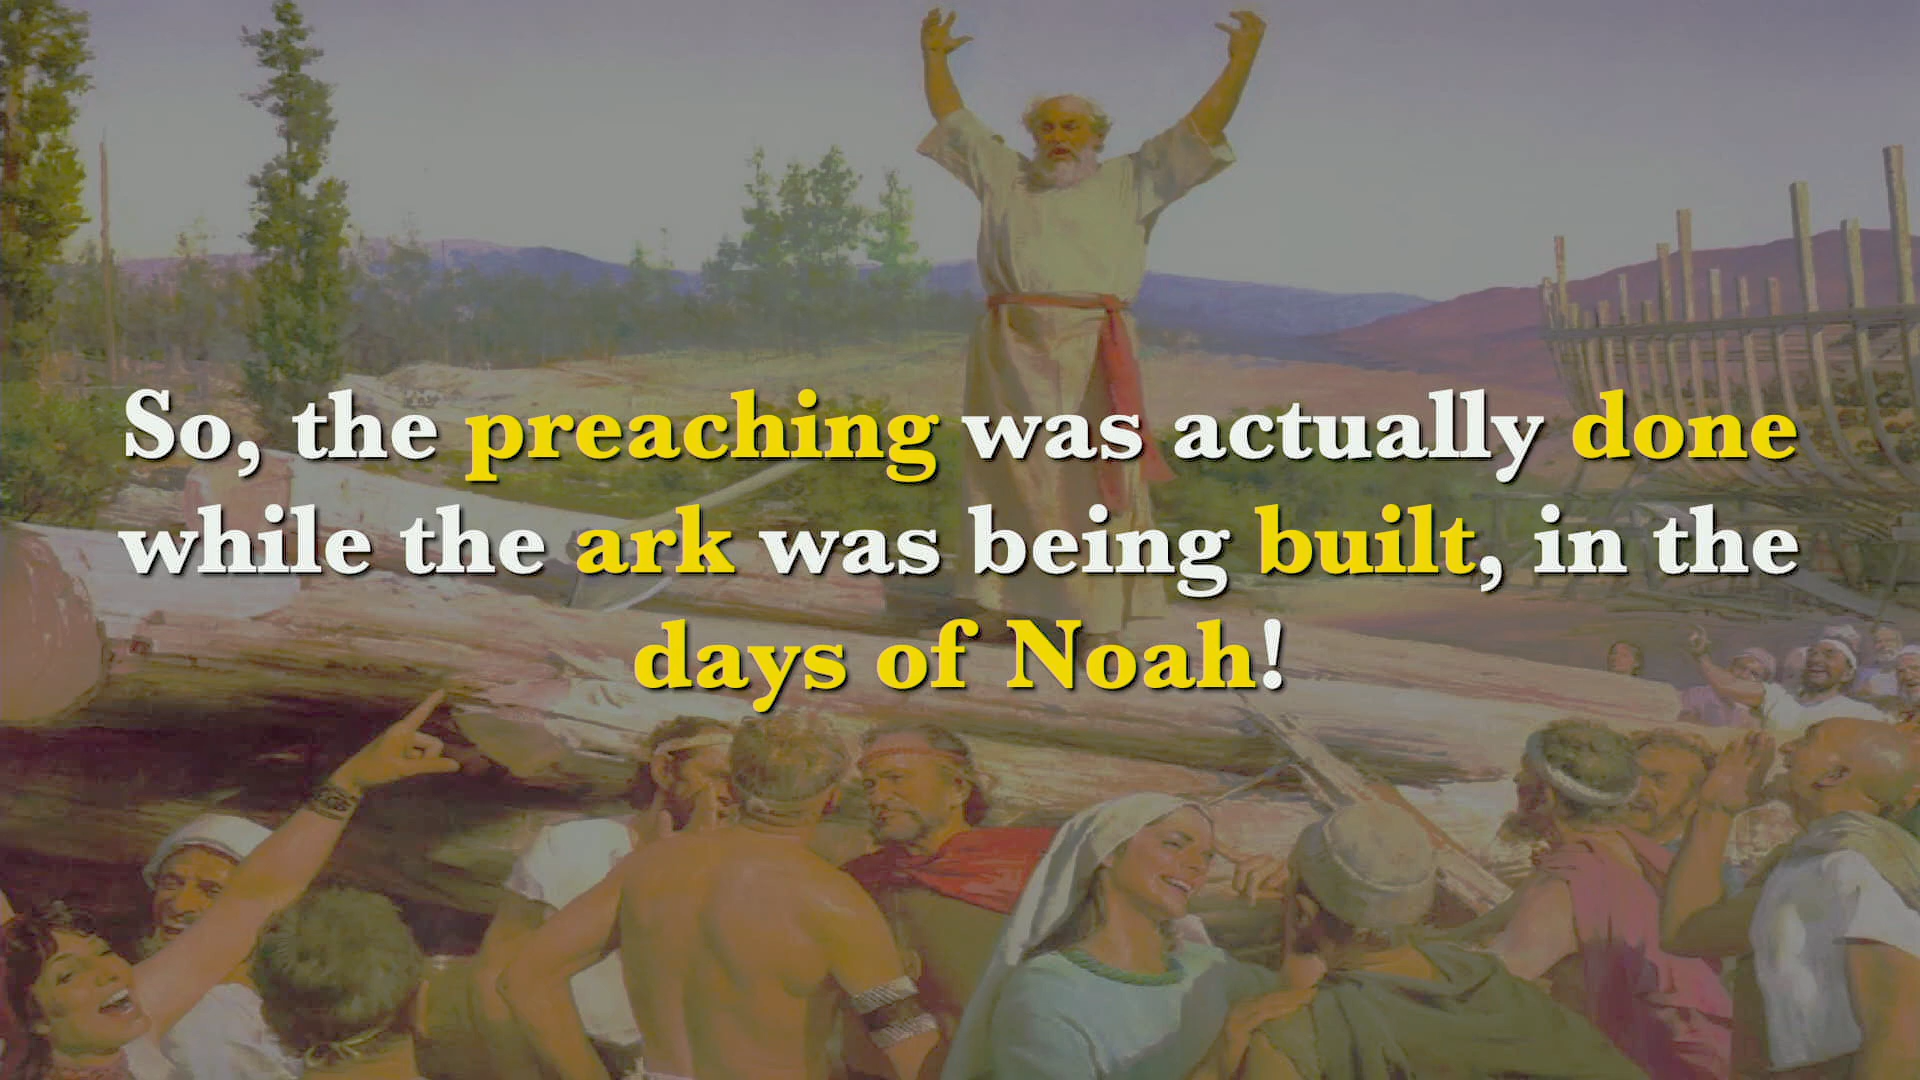 So, the preaching was actually done
while the ark was being built, in the
days of Noah!